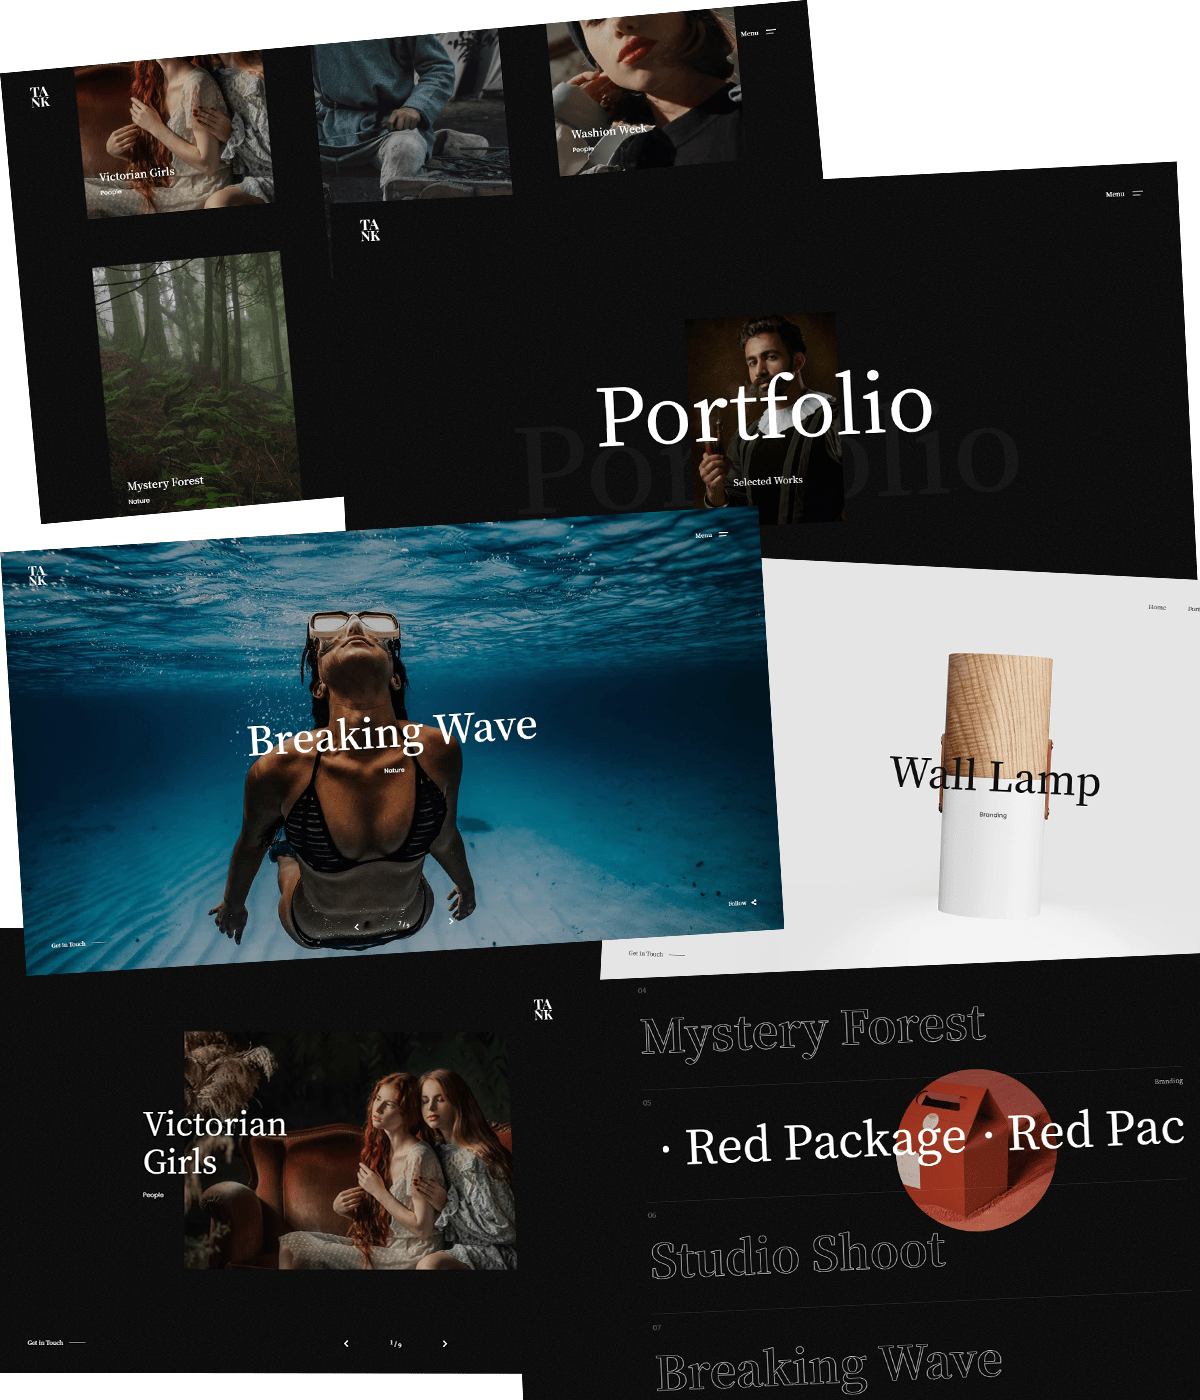 Menu
TA
NK
Washion Week
People
Victorian Girls
People
Menu
TA
NK
Portfolio
Portfolio
Selected Works
Mystery Forest
Nature
Menu
TA
NK
Breaking Wave
Nature
Follow
7/9
Get in Touch
Home
Wall Lamp
Branding
Get in Touch
TA
NK
Victorian
Girls
People
Get in Touch
1/9
04
Mystery Forest
05
Branding
· Red Package · Red Pac
06
Studio Shoot
07
Breaking Wave